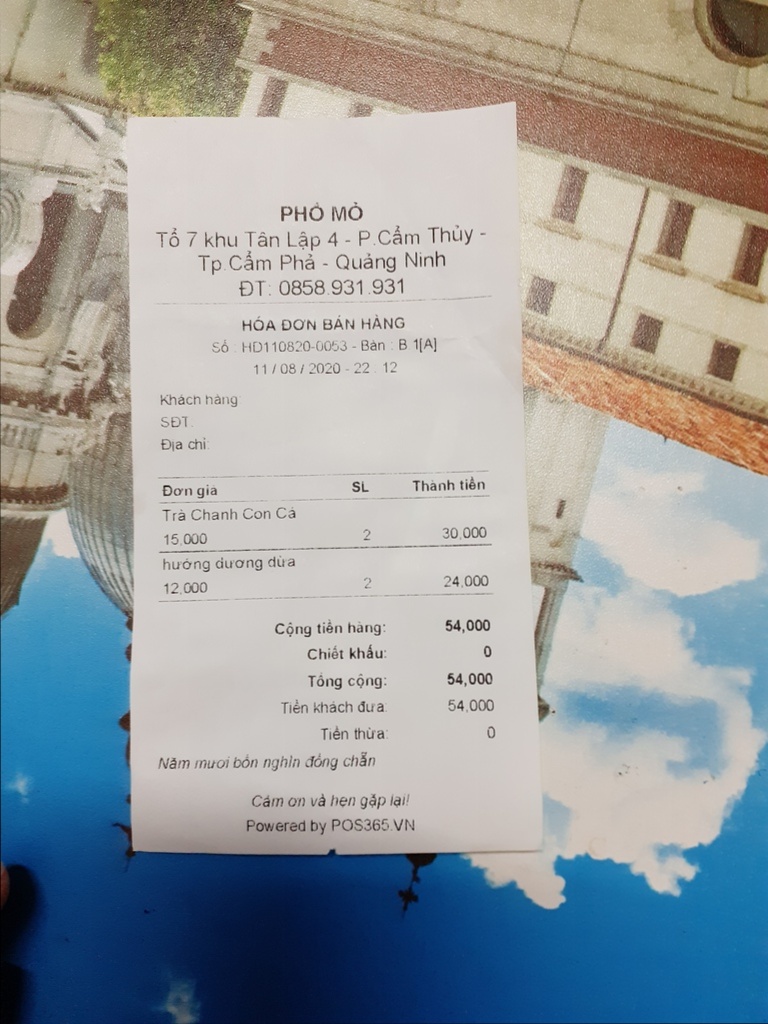 PHỐ MỎ
Tổ 7 khu Tân Lập 4 - P.Cẩm Thủy -
Tp.Cẩm Phả - Quảng Ninh
ĐT: 0858.931.931
HÓA ĐƠN BÁN HÀNG
Số : HD110820-0053 - Bàn : B 1[A]
11 / 08 / 2020 - 22 : 12
Khách hàng:
SĐT:
Địa chỉ:
Đơn giá SL Thành tiền
Trà Chanh Con Cá
15,000 2 30,000
hướng dương dừa
12,000 2 24,000
Cộng tiền hàng: 54,000
Chiết khấu: 0
Tổng cộng: 54,000
Tiền khách đưa: 54,000
Tiền thừa: 0
Năm mươi bốn nghìn đồng chẵn
Cảm ơn và hẹn gặp lại!
Powered by POS365.VN